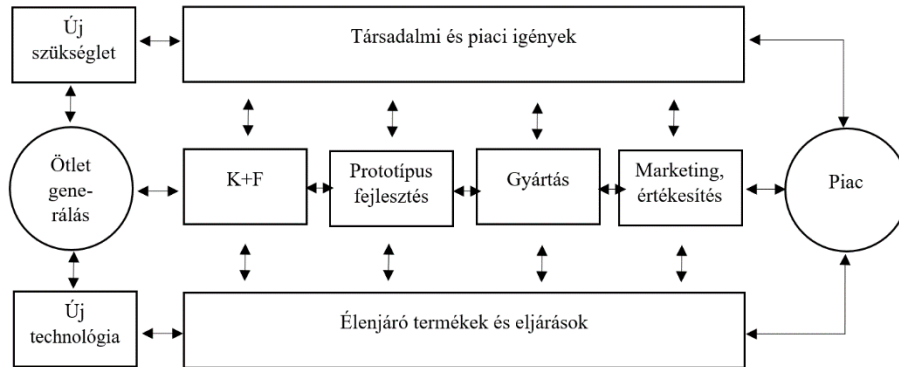 Új
szükséglet
Társadalmi és piaci igények
Ötlet
gene-
rálás
K+F
Prototípus
fejlesztés
Gyártás
Marketing,
értékesítés
Piac
Új
technológia
Élenjáró termékek és eljárások